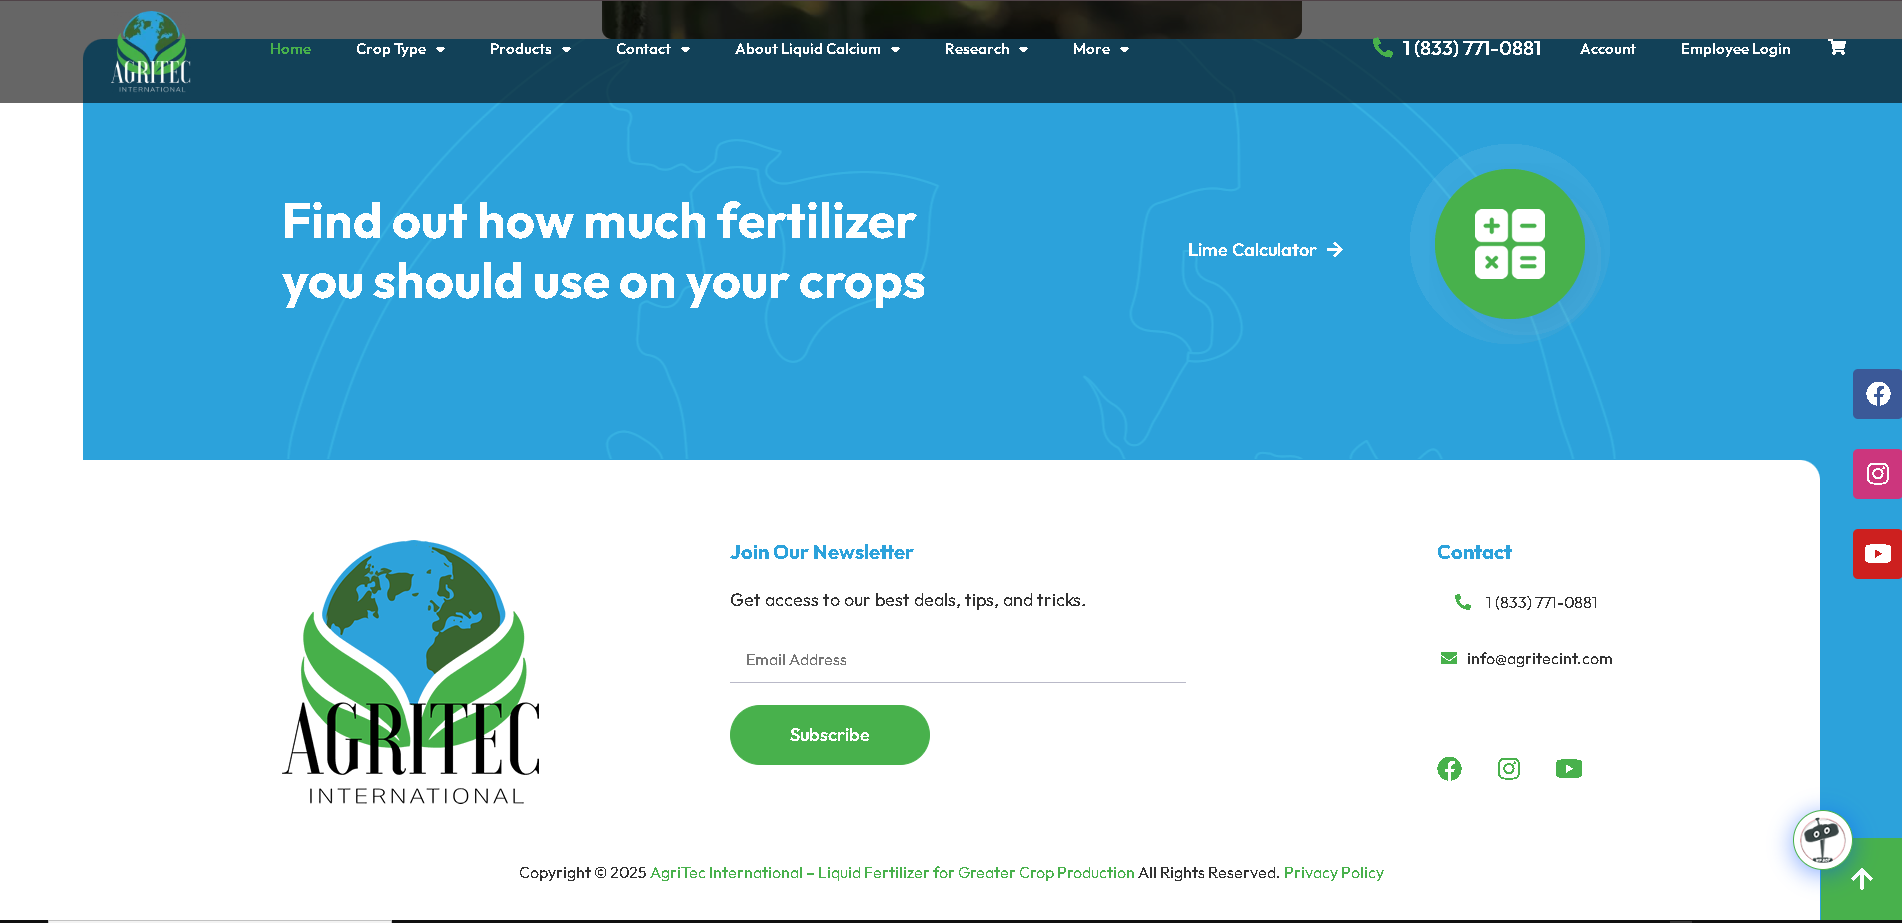 AGRITEC
INTERNATIONAL
Home
Crop Type
Products
Contact
About Liquid Calcium
Research
More
1 (833) 771-0881
Account
Employee Login
Find out how much fertilizer
you should use on your crops
Lime Calculator
AGRITEC
INTERNATIONAL
Join Our Newsletter
Get access to our best deals, tips, and tricks.
Email Address
Subscribe
Contact
1 (833) 771-0881
info@agritecint.com
Copyright © 2025 AgriTec International – Liquid Fertilizer for Greater Crop Production All Rights Reserved. Privacy Policy